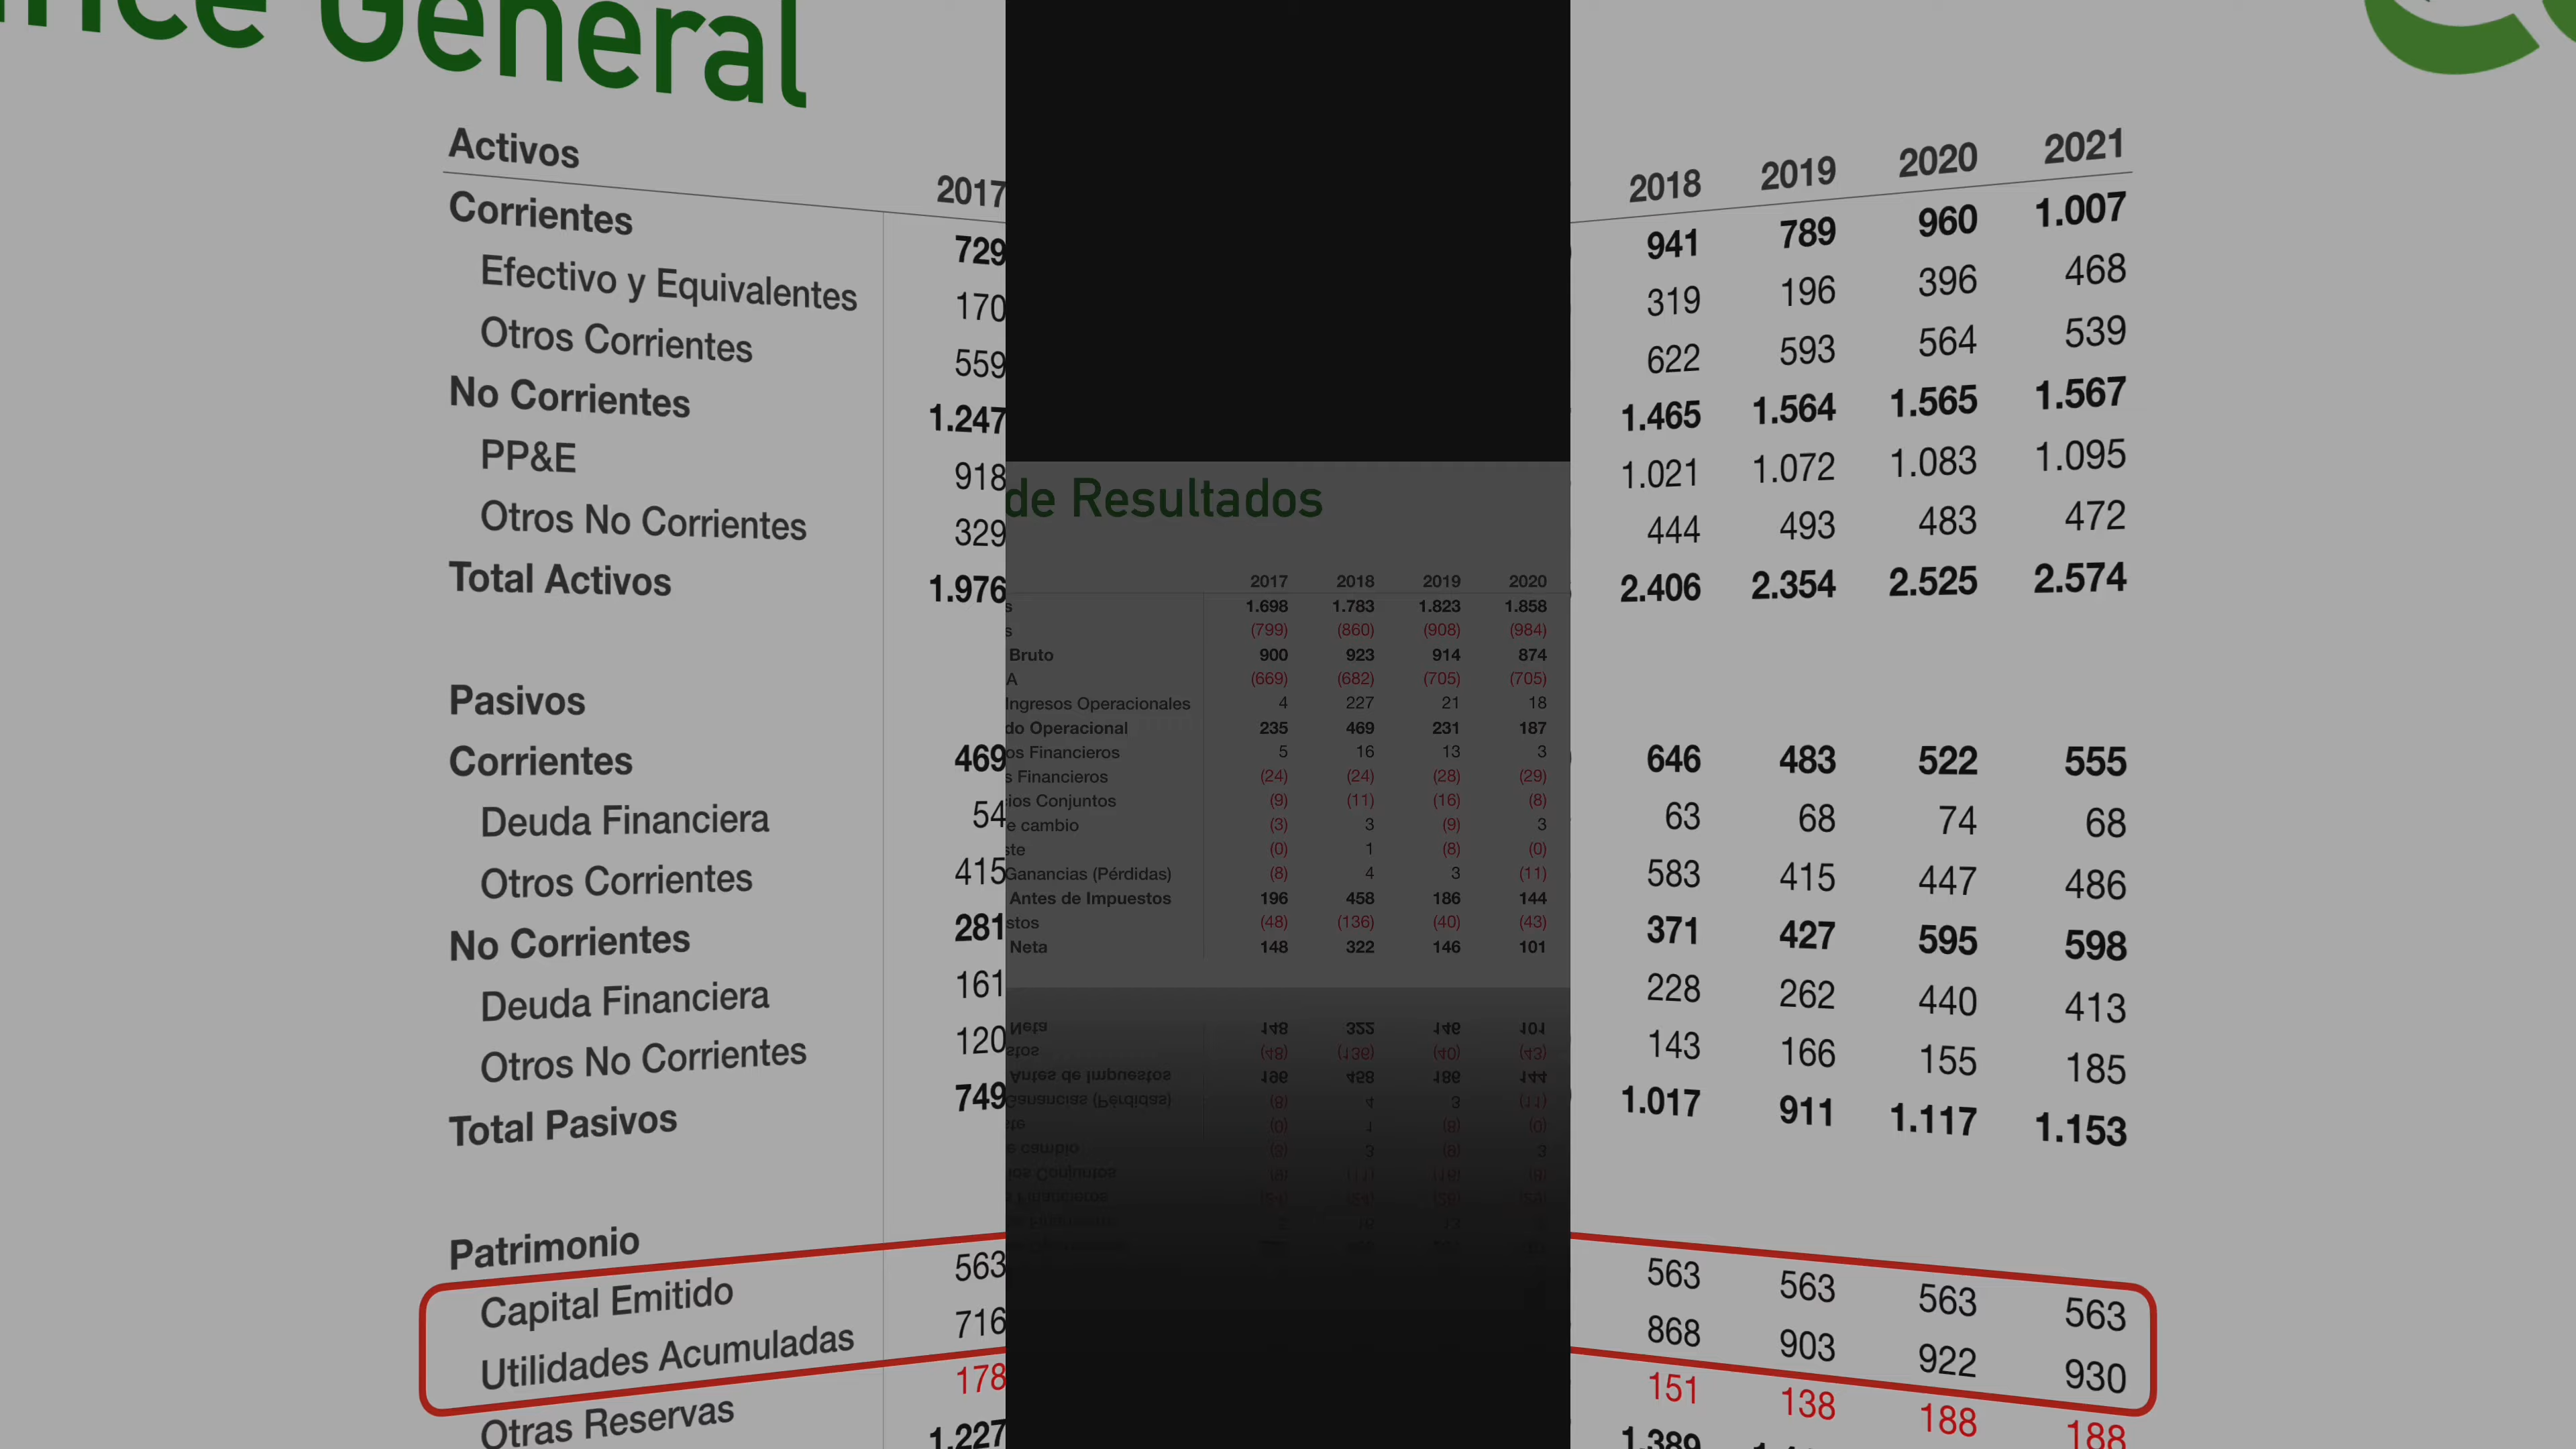 General
Activos 2017 2018 2019 2020 2021
Corrientes 729 941 789 960 1.007
Efectivo y Equivalentes 170 319 196 396 468
Otros Corrientes 559 622 593 564 539
No Corrientes 1.247 1.465 1.564 1.565 1.567
PP&E 918 1.021 1.072 1.083 1.095
Otros No Corrientes 329 444 493 483 472
Total Activos 1.976 2.406 2.354 2.525 2.574
Pasivos
Corrientes 469 646 483 522 555
Deuda Financiera 54 63 68 74 68
Otros Corrientes 415 583 415 447 486
No Corrientes 281 371 427 595 598
Deuda Financiera 161 228 262 440 413
Otros No Corrientes 120 143 166 155 185
Total Pasivos 749 1.017 911 1.117 1.153
Patrimonio
Capital Emitido 563 563 563 563 563
Utilidades Acumuladas 716 868 903 922 930
Otras Reservas 178 151 138 188 188
1.227 1.389
de Resultados
2017 2018 2019 2020
1.698 1.783 1.823 1.858
(799) (860) (908) (984)
Bruto 900 923 914 874
(669) (682) (705) (705)
Ingresos Operacionales 4 227 21 18
Operacional 235 469 231 187
Financieros 5 16 13 3
Financieros (24) (24) (28) (29)
Conjuntos (9) (11) (16) (8)
cambio (3) 3 (9) 3
(0) 1 (8) (0)
Ganancias (Pérdidas) (8) 4 3 (11)
Antes de Impuestos 196 458 186 144
(48) (136) (40) (43)
Neta 148 322 146 101